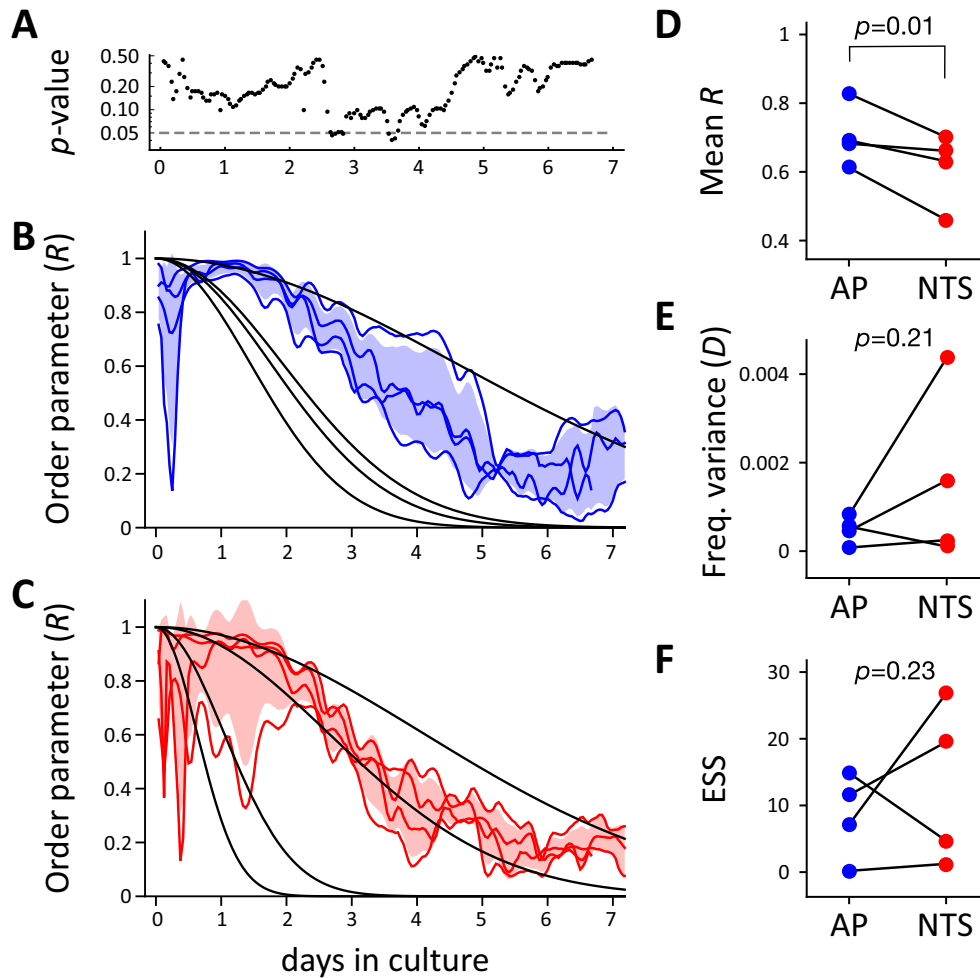 A
p-value
0.50
0.20
0.10
0.05
0 1 2 3 4 5 6 7
B
Order parameter (R)
1
0.8
0.6
0.4
0.2
0
0 1 2 3 4 5 6 7
C
Order parameter (R)
1
0.8
0.6
0.4
0.2
0
0 1 2 3 4 5 6 7
days in culture
D
p=0.01
Mean R
1
0.8
0.6
0.4
AP NTS
E
p=0.21
Freq. variance (D)
0.004
0.002
0
AP NTS
F
p=0.23
ESS
30
20
10
0
AP NTS